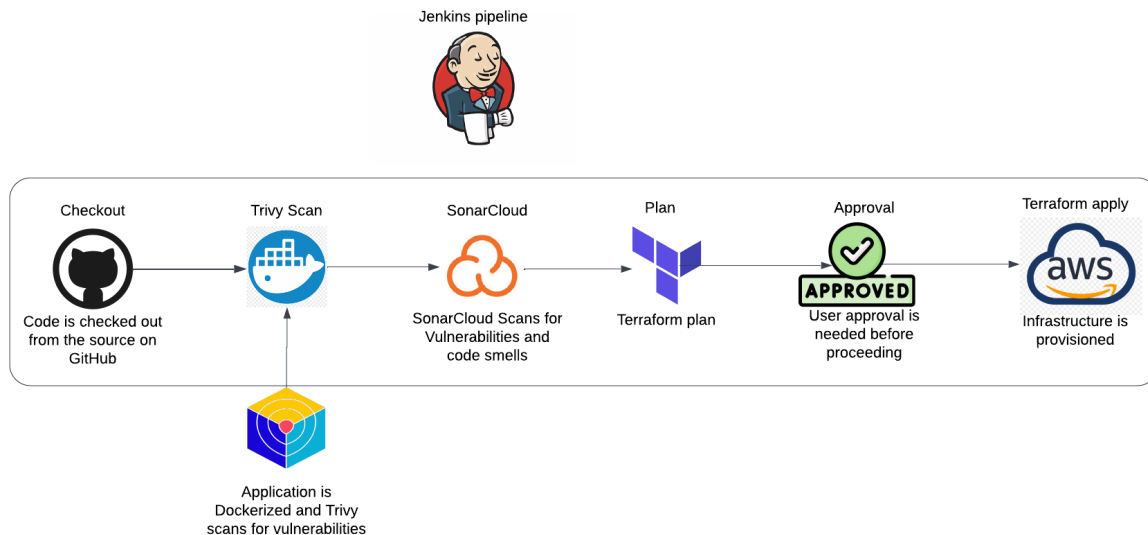 Jenkins pipeline
Checkout
Trivy Scan
SonarCloud
Plan
Approval
Terraform apply
aws
APPROVED
Code is checked out
from the source on
GitHub
SonarCloud Scans for
Vulnerabilities and
code smells
Terraform plan
User approval is
needed before
proceeding
Infrastructure is
provisioned
Application is
Dockerized and Trivy
scans for vulnerabilities